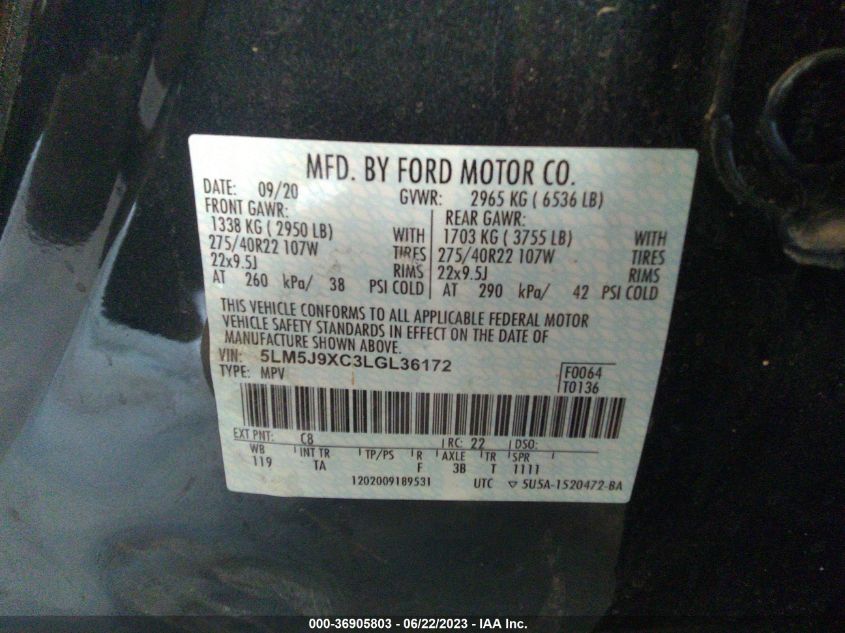 MFD. BY FORD MOTOR CO.
DATE: 09/20 GVWR: 2965 KG ( 6536 LB)
FRONT GAWR: REAR GAWR:
1338 KG ( 2950 LB) WITH 1703 KG ( 3755 LB) WITH
275/40R22 107W TIRES 275/40R22 107W TIRES
22x9.5J RIMS 22x9.5J RIMS
AT 260 kPa/ 38 PSI COLD AT 290 kPa/ 42 PSI COLD
THIS VEHICLE CONFORMS TO ALL APPLICABLE FEDERAL MOTOR
VEHICLE SAFETY STANDARDS IN EFFECT ON THE DATE OF
MANUFACTURE SHOWN ABOVE.
VIN: 5LM5J9XC3LGL36172
TYPE: MPV F0064
T0136
EXT PNT: C8 RC: 22 DSO:
WB INT TR TP/PS R AXLE TR SPR
119 TA F 3B T 1111
1202009189531 UTC ▽ 5U5A-1520472-BA
000-36905803 - 06/22/2023 - IAA Inc.